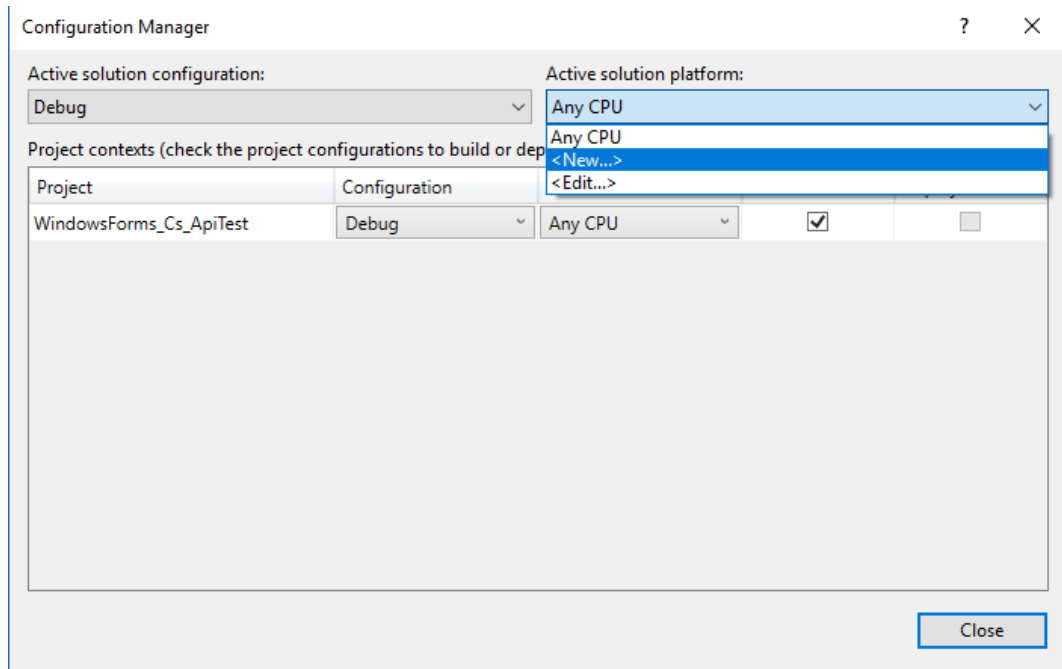 Configuration Manager ?
Active solution configuration: Active solution platform:
Debug Any CPU
Any CPU
Project contexts (check the project configurations to build or dep
<New...>
<Edit...>
Project Configuration
WindowsForms_Cs_ApiTest Debug Any CPU
Close